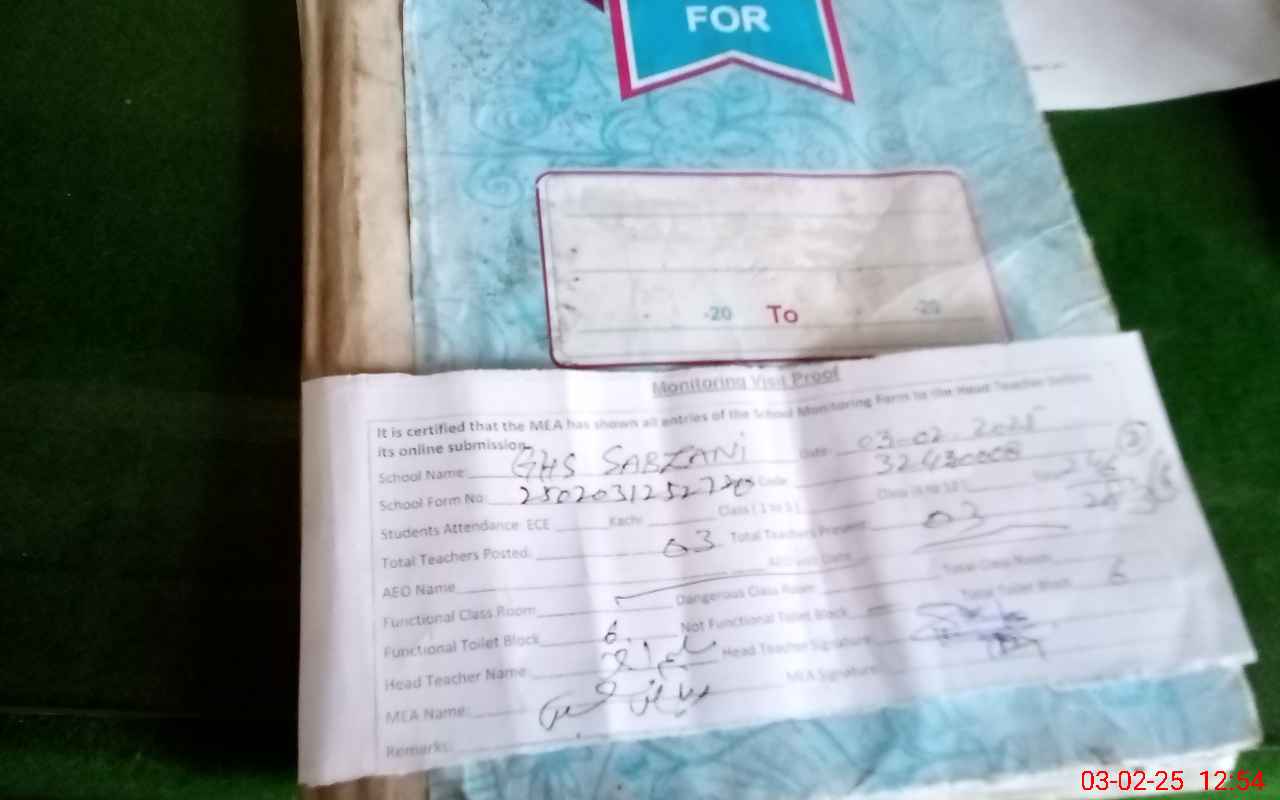 FOR
-20 To -20
Monitoring Visit Proof
It is certified that the MEA has shown all entries of the School Monitoring Form to the Head Teacher before
its online submission.
School Name: GHS SABZANI Date: 03-02 2025
School Form No: 2502031252720 Code: 32430008
Students Attendance ECE Kachi Class (1 to 5)
Total Teachers Posted: 03 Total Teachers Present 03
AEO Name
Functional Class Room Dangerous Class Room Total Class Room
Functional Toilet Block 6 Not Functional Toilet Block Total Toilet Block 6
Head Teacher Name: Head Teacher Signature
MEA Name: MEA Signature
Remarks:
03-02-25 12:54